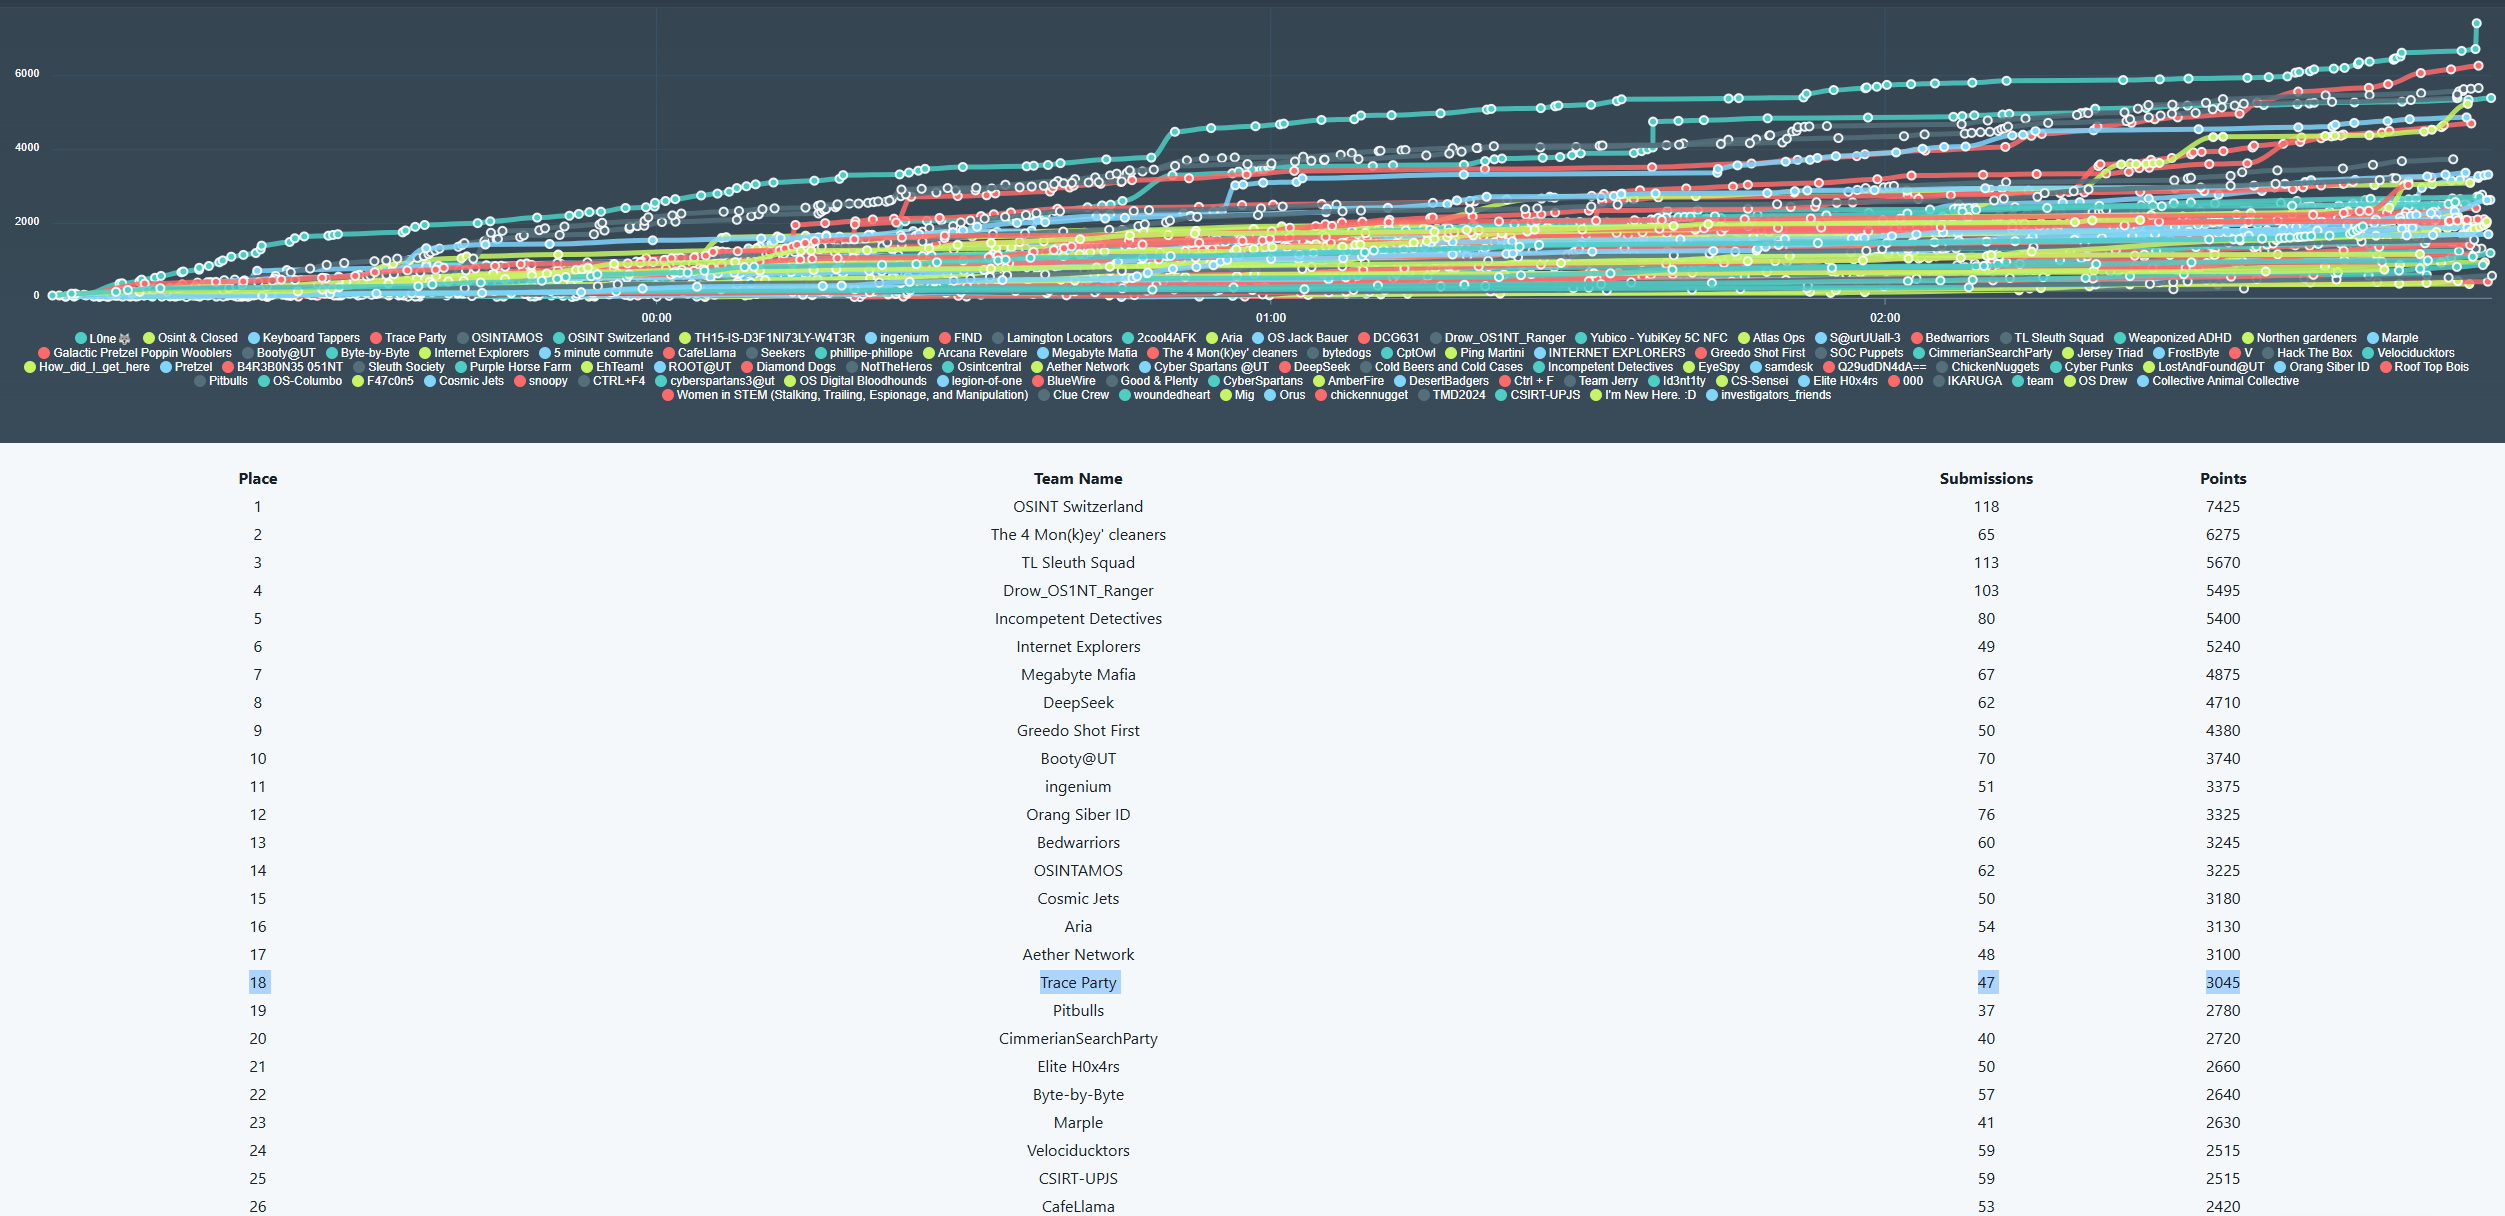 6000
4000
2000
0
00:00 01:00 02:00
L0ne🐺 Osint & Closed Keyboard Tappers Trace Party OSINTAMOS OSINT Switzerland TH15-IS-D3F1NI73LY-W4T3R ingenium F!ND Lamington Locators 2cool4AFK Aria OS Jack Bauer DCG631 Drow_OS1NT_Ranger Yubico - YubiKey 5C NFC Atlas Ops S@urUUall-3 Bedwarriors TL Sleuth Squad Weaponized ADHD Northen gardeners Marple
Galactic Pretzel Poppin Wooblers Booty@UT Byte-by-Byte Internet Explorers 5 minute commute CafeLlama Seekers phillipe-phillope Arcana Revelare Megabyte Mafia The 4 Mon(k)ey' cleaners bytedogs CptOwl Ping Martini INTERNET EXPLORERS Greedo Shot First SOC Puppets CimmerianSearchParty Jersey Triad FrostByte V Hack The Box Velociducktors
How_did_I_get_here Pretzel B4R3B0N35 051NT Sleuth Society Purple Horse Farm EhTeam! ROOT@UT Diamond Dogs NotTheHeros Osintcentral Aether Network Cyber Spartans @UT DeepSeek Cold Beers and Cold Cases Incompetent Detectives EyeSpy samdesk Q29udDN4dA== ChickenNuggets Cyber Punks LostAndFound@UT Orang Siber ID Roof Top Bois
Pitbulls OS-Columbo F47c0n5 Cosmic Jets snoopy CTRL+F4 cyberspartans3@ut OS Digital Bloodhounds legion-of-one BlueWire Good & Plenty CyberSpartans AmberFire DesertBadgers Ctrl + F Team Jerry Id3nt1ty CS-Sensei Elite H0x4rs 000 IKARUGA team OS Drew Collective Animal Collective
Women in STEM (Stalking, Trailing, Espionage, and Manipulation) Clue Crew woundedheart Mig Orus chickennugget TMD2024 CSIRT-UPJS I'm New Here. :D investigators_friends
Place Team Name Submissions Points
1 OSINT Switzerland 118 7425
2 The 4 Mon(k)ey' cleaners 65 6275
3 TL Sleuth Squad 113 5670
4 Drow_OS1NT_Ranger 103 5495
5 Incompetent Detectives 80 5400
6 Internet Explorers 49 5240
7 Megabyte Mafia 67 4875
8 DeepSeek 62 4710
9 Greedo Shot First 50 4380
10 Booty@UT 70 3740
11 ingenium 51 3375
12 Orang Siber ID 76 3325
13 Bedwarriors 60 3245
14 OSINTAMOS 62 3225
15 Cosmic Jets 50 3180
16 Aria 54 3130
17 Aether Network 48 3100
18 Trace Party 47 3045
19 Pitbulls 37 2780
20 CimmerianSearchParty 40 2720
21 Elite H0x4rs 50 2660
22 Byte-by-Byte 57 2640
23 Marple 41 2630
24 Velociducktors 59 2515
25 CSIRT-UPJS 59 2515
26 CafeLlama 53 2420